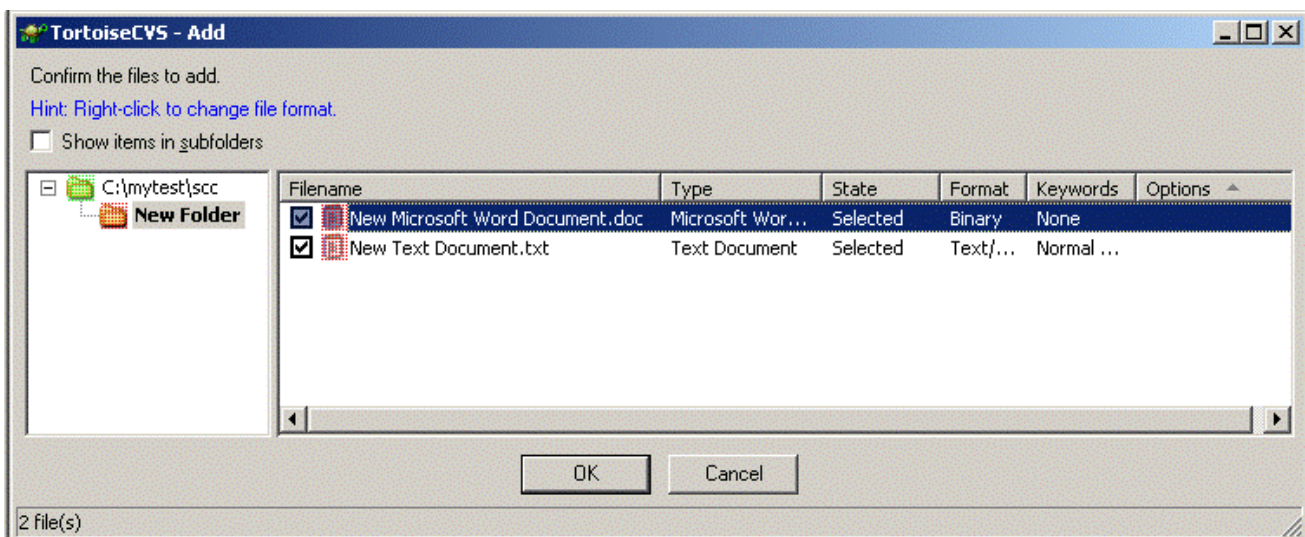 TortoiseCVS - Add
Confirm the files to add.
Hint: Right-click to change file format.
Show items in subfolders
C:\mytest\scc
New Folder
Filename Type State Format Keywords Options
New Microsoft Word Document.doc Microsoft Wor... Selected Binary None
New Text Document.txt Text Document Selected Text/... Normal ...
OK Cancel
2 file(s)